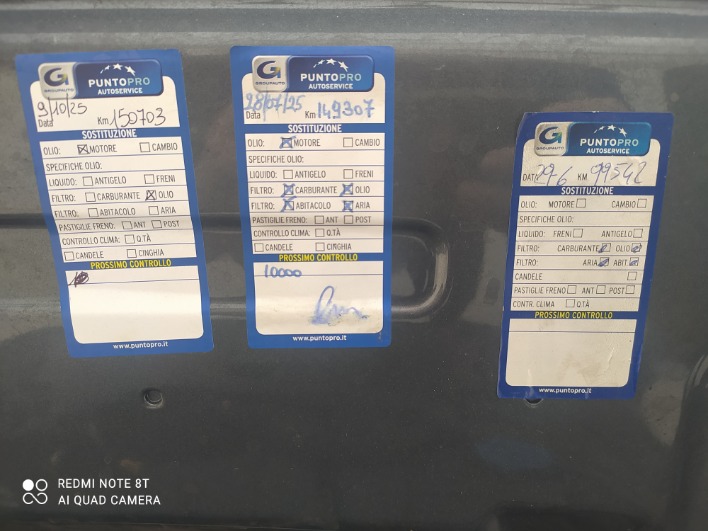 G
GROUPAUTO
PUNTOPRO
AUTOSERVICE
9/10/25
Data
Km 150703
SOSTITUZIONE
OLIO: MOTORE CAMBIO
SPECIFICHE OLIO:
LIQUIDO: ANTIGELO FRENI
FILTRO: CARBURANTE OLIO
FILTRO: ABITACOLO ARIA
PASTIGLIE FRENO: ANT POST
CONTROLLO CLIMA: Q.TÀ
CANDELE CINGHIA
PROSSIMO CONTROLLO
www.puntopro.it
G
GROUPAUTO
PUNTOPRO
AUTOSERVICE
28/07/25
Data
Km 149307
SOSTITUZIONE
OLIO: MOTORE CAMBIO
SPECIFICHE OLIO:
LIQUIDO: ANTIGELO FRENI
FILTRO: CARBURANTE OLIO
FILTRO: ABITACOLO ARIA
PASTIGLIE FRENO: ANT POST
CONTROLLO CLIMA: Q.TÀ
CANDELE CINGHIA
PROSSIMO CONTROLLO
10000
www.puntopro.it
G
GROUPAUTO
PUNTOPRO
AUTOSERVICE
DATA KM 99542
SOSTITUZIONE
OLIO: MOTORE CAMBIO
SPECIFICHE OLIO:
LIQUIDO: FRENI ANTIGELO
FILTRO: CARBURANTE OLIO
FILTRO: ARIA ABIT.
CANDELE
PASTIGLIE FRENO ANT POST
CONTR. CLIMA Q.TÀ
PROSSIMO CONTROLLO
www.puntopro.it
REDMI NOTE 8T
AI QUAD CAMERA